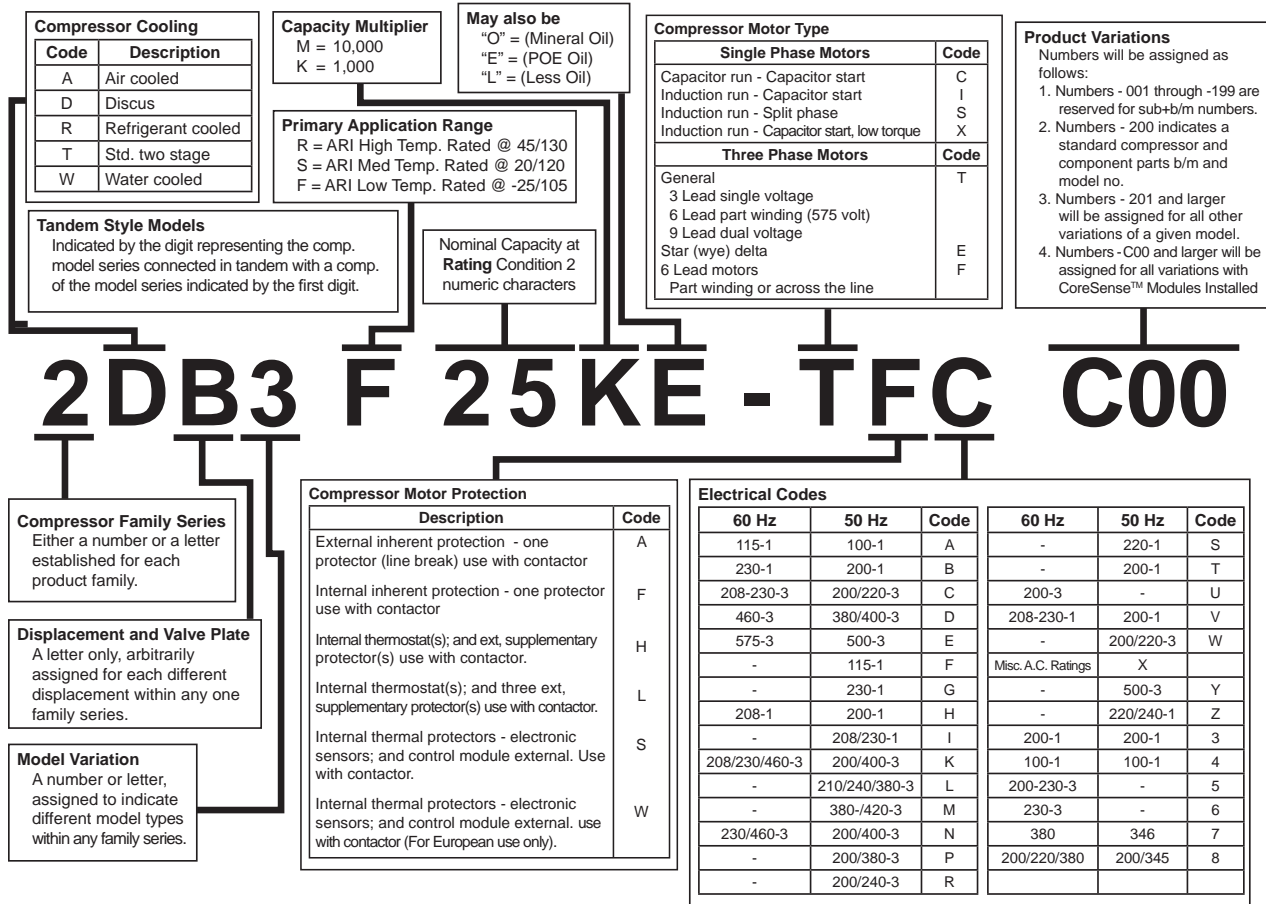 Compressor Cooling
Code Description
A Air cooled
D Discus
R Refrigerant cooled
T Std. two stage
W Water cooled
Capacity Multiplier
M = 10,000
K = 1,000
May also be
“O” = (Mineral Oil)
“E” = (POE Oil)
“L” = (Less Oil)
Primary Application Range
R = ARI High Temp. Rated @ 45/130
S = ARI Med Temp. Rated @ 20/120
F = ARI Low Temp. Rated @ -25/105
Tandem Style Models
Indicated by the digit representing the comp.
model series connected in tandem with a comp.
of the model series indicated by the first digit.
Nominal Capacity at
Rating Condition 2
numeric characters
Compressor Motor Type
Single Phase Motors Code
Capacitor run - Capacitor start C
Induction run - Capacitor start I
Induction run - Split phase S
Induction run - Capacitor start, low torque X
Three Phase Motors Code
General T
3 Lead single voltage
6 Lead part winding (575 volt)
9 Lead dual voltage
Star (wye) delta E
6 Lead motors F
Part winding or across the line
Product Variations
Numbers will be assigned as
follows:
1. Numbers - 001 through -199 are
reserved for sub+b/m numbers.
2. Numbers - 200 indicates a
standard compressor and
component parts b/m and
model no.
3. Numbers - 201 and larger
will be assigned for all other
variations of a given model.
4. Numbers - C00 and larger will be
assigned for all variations with
CoreSense™ Modules Installed
2DB3 F 25KE - TFC C00
Compressor Family Series
Either a number or a letter
established for each
product family.
Displacement and Valve Plate
A letter only, arbitrarily
assigned for each different
displacement within any one
family series.
Model Variation
A number or letter,
assigned to indicate
different model types
within any family series.
Compressor Motor Protection
Description Code
External inherent protection - one A
protector (line break) use with contactor
Internal inherent protection - one protector F
use with contactor
Internal thermostat(s); and ext, supplementary H
protector(s) use with contactor.
Internal thermostat(s); and three ext, L
supplementary protector(s) use with contactor.
Internal thermal protectors - electronic S
sensors; and control module external. Use
with contactor.
Internal thermal protectors - electronic W
sensors; and control module external. use
with contactor (For European use only).
Electrical Codes
60 Hz 50 Hz Code 60 Hz 50 Hz Code
115-1 100-1 A - 220-1 S
230-1 200-1 B - 200-1 T
208-230-3 200/220-3 C 200-3 - U
460-3 380/400-3 D 208-230-1 200-1 V
575-3 500-3 E - 200/220-3 W
- 115-1 F Misc. A.C. Ratings X
- 230-1 G - 500-3 Y
208-1 200-1 H - 220/240-1 Z
- 208/230-1 I 200-1 200-1 3
208/230/460-3 200/400-3 K 100-1 100-1 4
- 210/240/380-3 L 200-230-3 - 5
- 380-/420-3 M 230-3 - 6
230/460-3 200/400-3 N 380 346 7
- 200/380-3 P 200/220/380 200/345 8
- 200/240-3 R